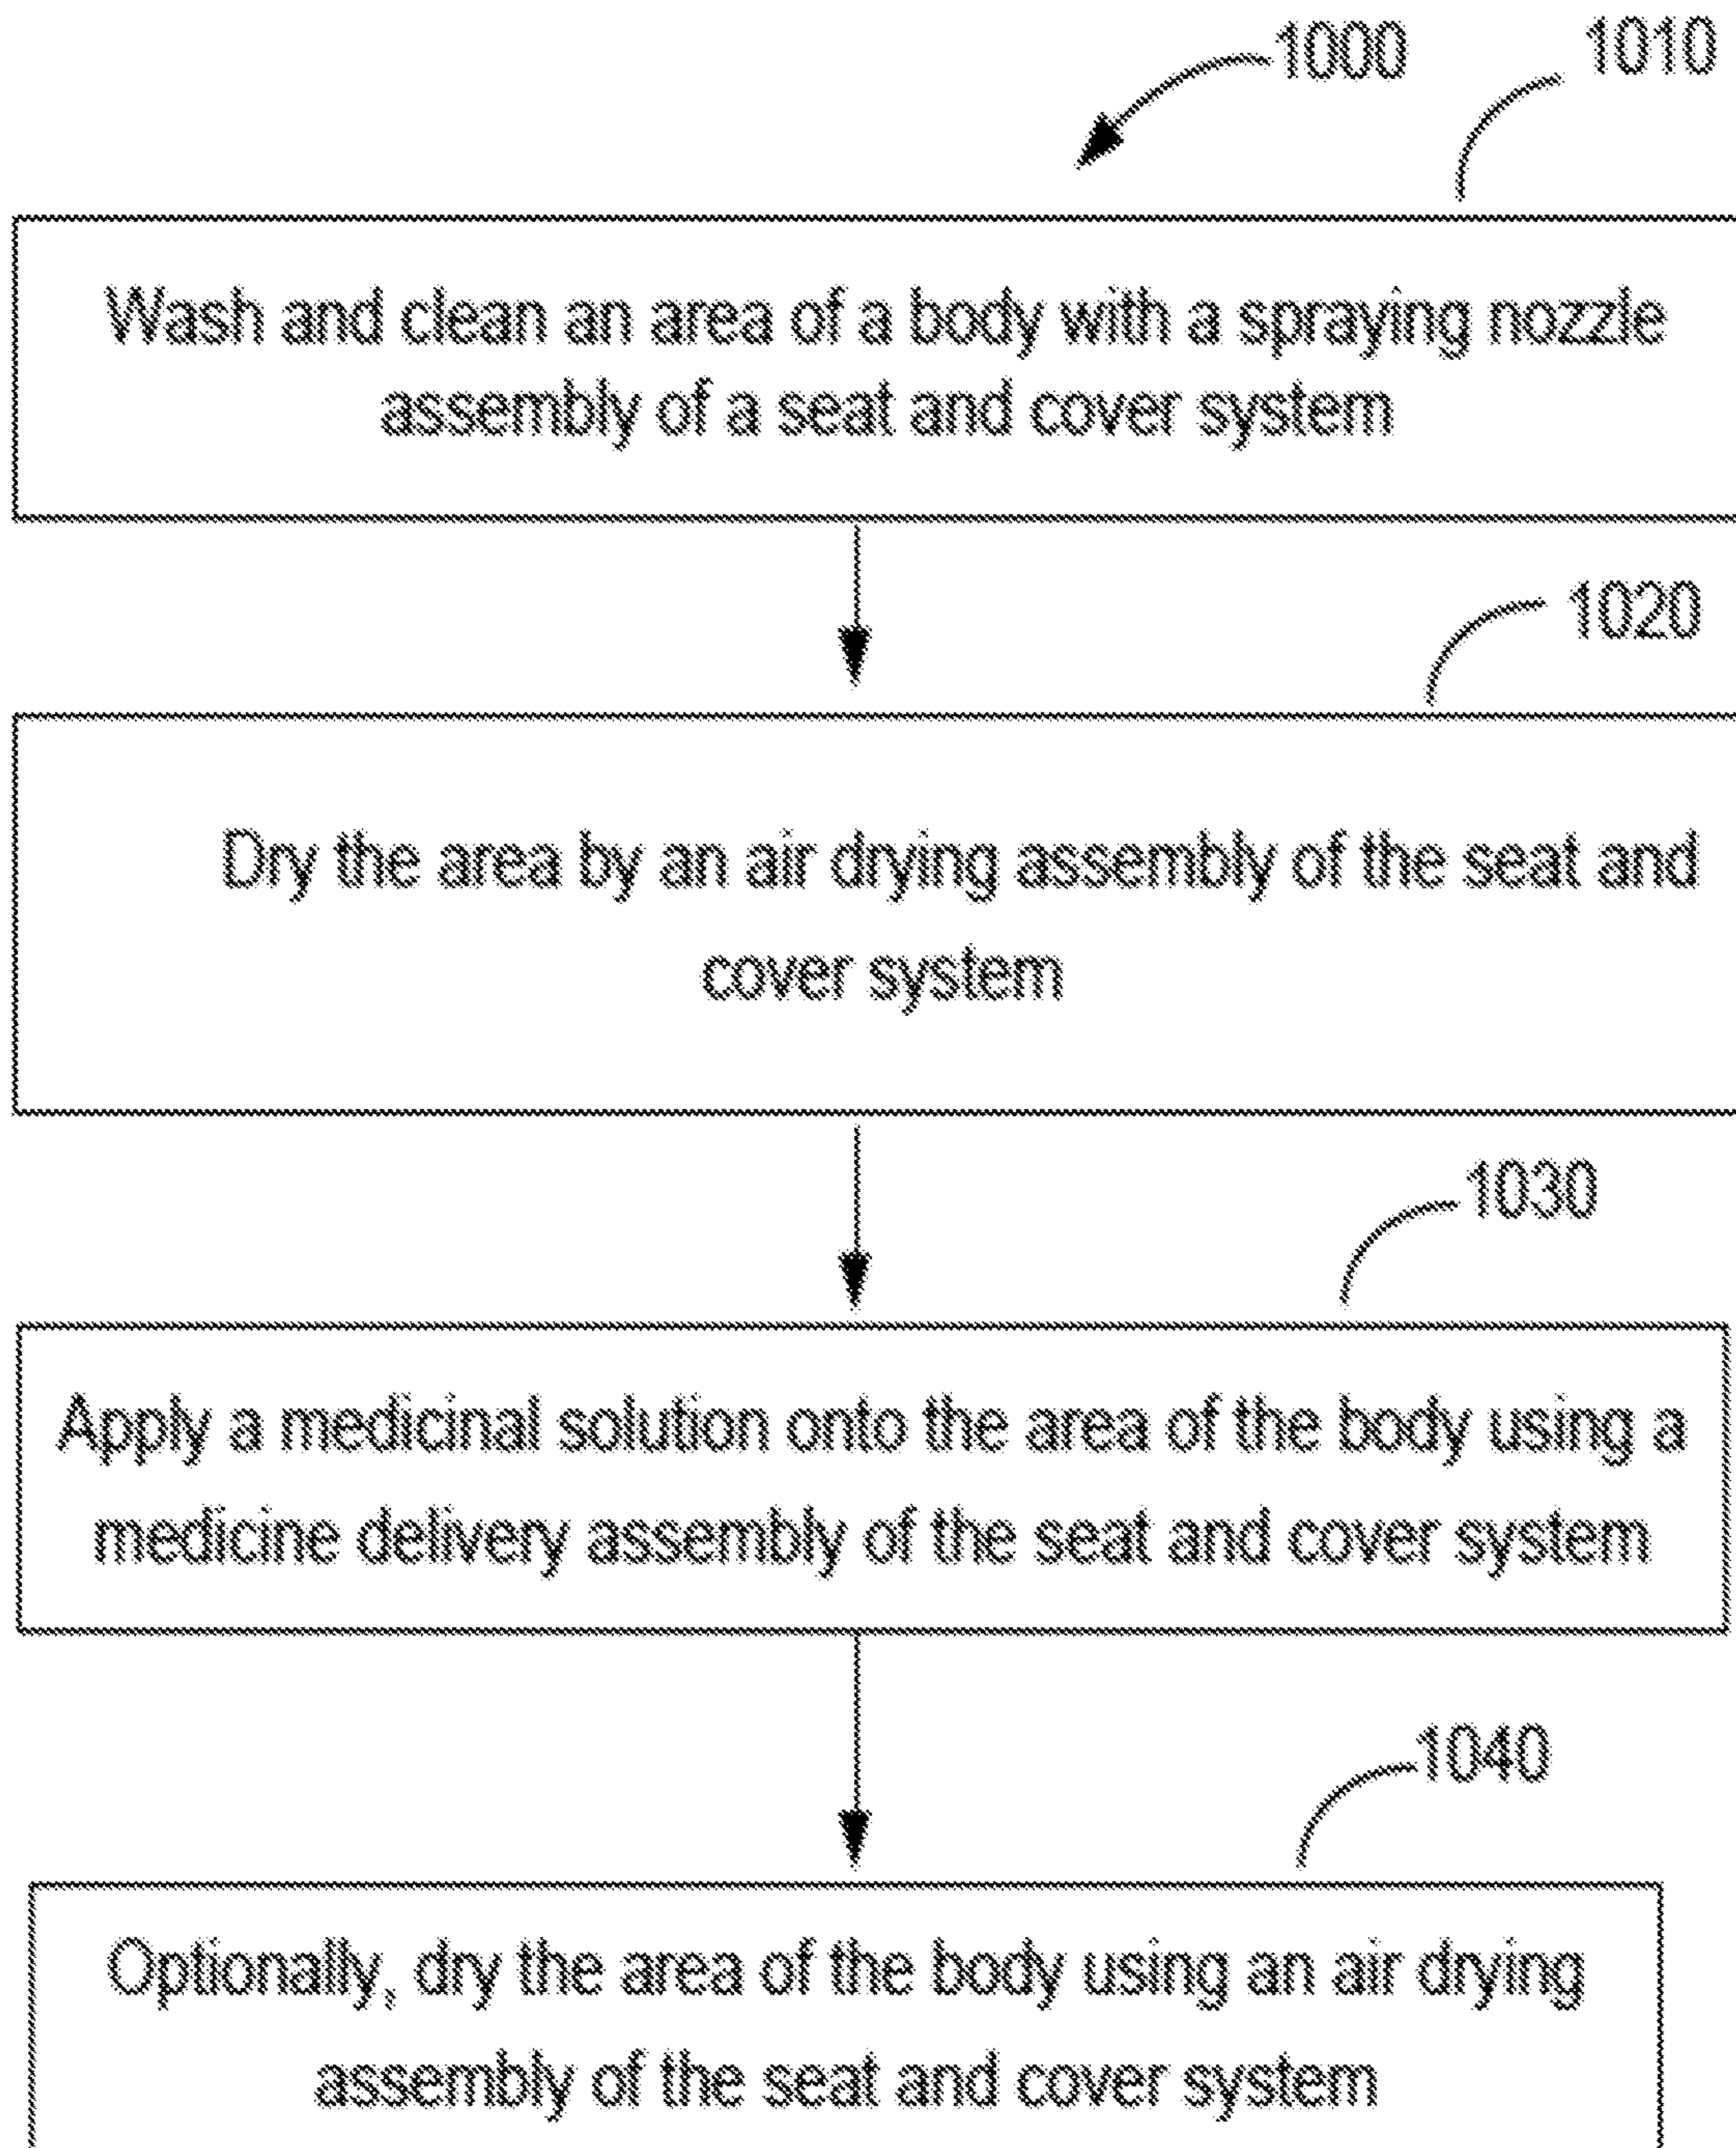 1000
1010
Wash and clean an area of a body with a spraying nozzle
assembly of a seat and cover system
1020
Dry the area by an air drying assembly of the seat and
cover system
1030
Apply a medicinal solution onto the area of the body using a
medicine delivery assembly of the seat and cover system
1040
Optionally, dry the area of the body using an air drying
assembly of the seat and cover system